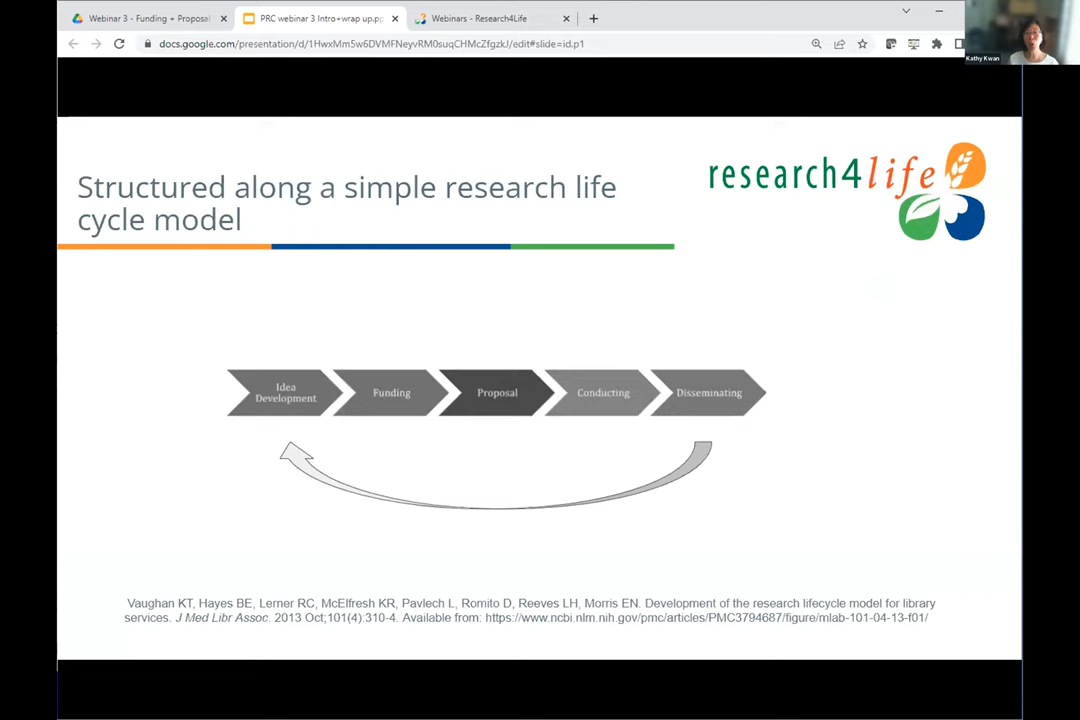 Webinar 3 - Funding + Proposal
PRC webinar 3 Intro+wrap up.pp
Webinars - Research4Life
docs.google.com/presentation/d/1HwxMm5w6DVMFNeyvRM0suqCHMcZfgzkJ/edit#slide=id.p1
Kathy Kwan
research4life
Structured along a simple research life
cycle model
Idea
Development
Funding
Proposal
Conducting
Disseminating
Vaughan KT, Hayes BE, Lerner RC, McElfresh KR, Pavlech L, Romito D, Reeves LH, Morris EN. Development of the research lifecycle model for library
services. J Med Libr Assoc. 2013 Oct;101(4):310-4. Available from: https://www.ncbi.nlm.nih.gov/pmc/articles/PMC3794687/figure/mlab-101-04-13-f01/